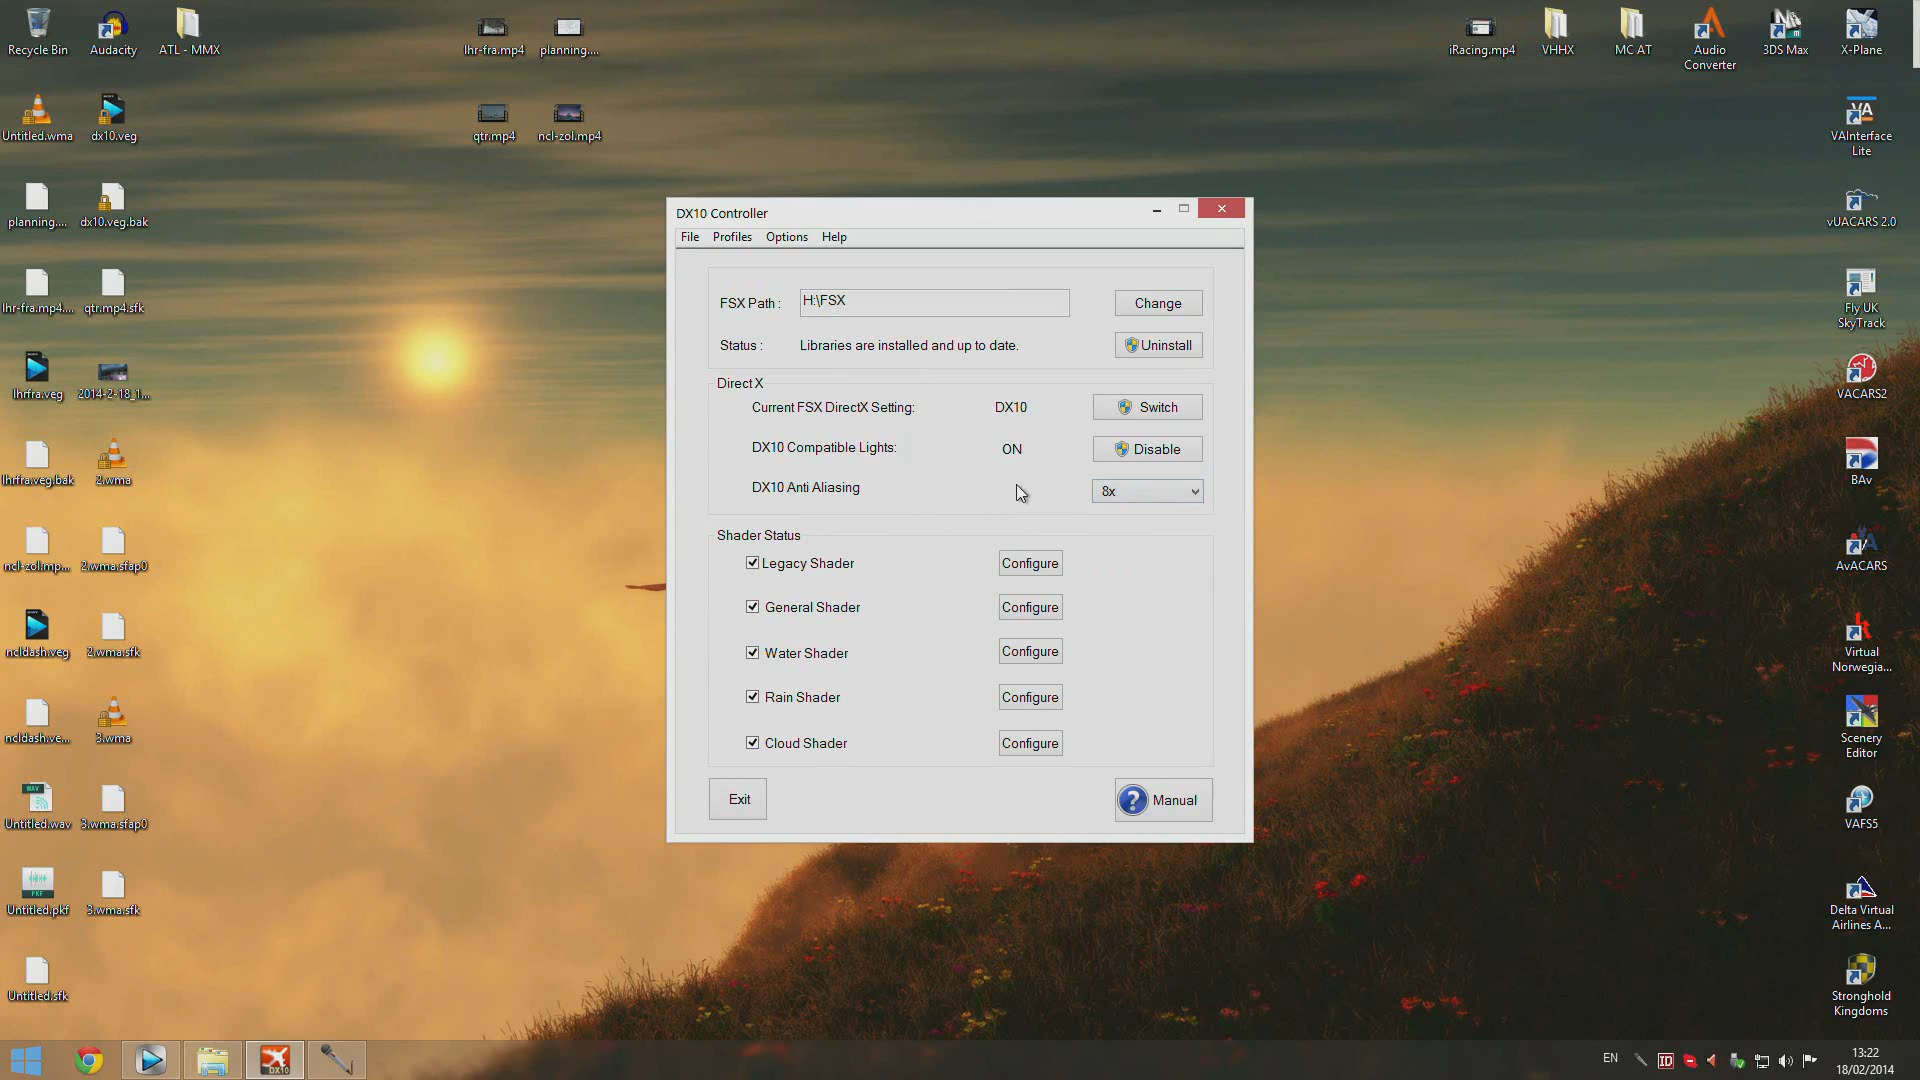 Recycle Bin
Audacity
ATL - MMX
lhr-fra.mp4
planning....
iRacing.mp4
VHHX
MC AT
Audio
Converter
3DS Max
X-Plane
Untitled.wma
dx10.veg
qtr.mp4
ncl-zol.mp4
VAInterface
Lite
planning....
dx10.veg.bak
vUACARS 2.0
lhr-fra.mp4....
qtr.mp4.sfk
Fly UK
SkyTrack
lhrfra.veg
2014-2-18_1...
VACARS2
lhrfra.veg.bak
2.wma
BAv
ncl-zol.mp...
2.wma.sfap0
AvACARS
ncldash.veg
2.wma.sfk
Virtual
Norwegia...
ncldash.ve...
3.wma
Scenery
Editor
Untitled.wav
3.wma.sfap0
VAFS5
Untitled.pkf
3.wma.sfk
Delta Virtual
Airlines A...
Untitled.sfk
Stronghold
Kingdoms
DX10 Controller
File Profiles Options Help
FSX Path : H:\FSX Change
Status : Libraries are installed and up to date. Uninstall
Direct X
Current FSX DirectX Setting: DX10 Switch
DX10 Compatible Lights: ON Disable
DX10 Anti Aliasing 8x
Shader Status
Legacy Shader Configure
General Shader Configure
Water Shader Configure
Rain Shader Configure
Cloud Shader Configure
Exit
? Manual
DX10
EN
ID
13:22
18/02/2014